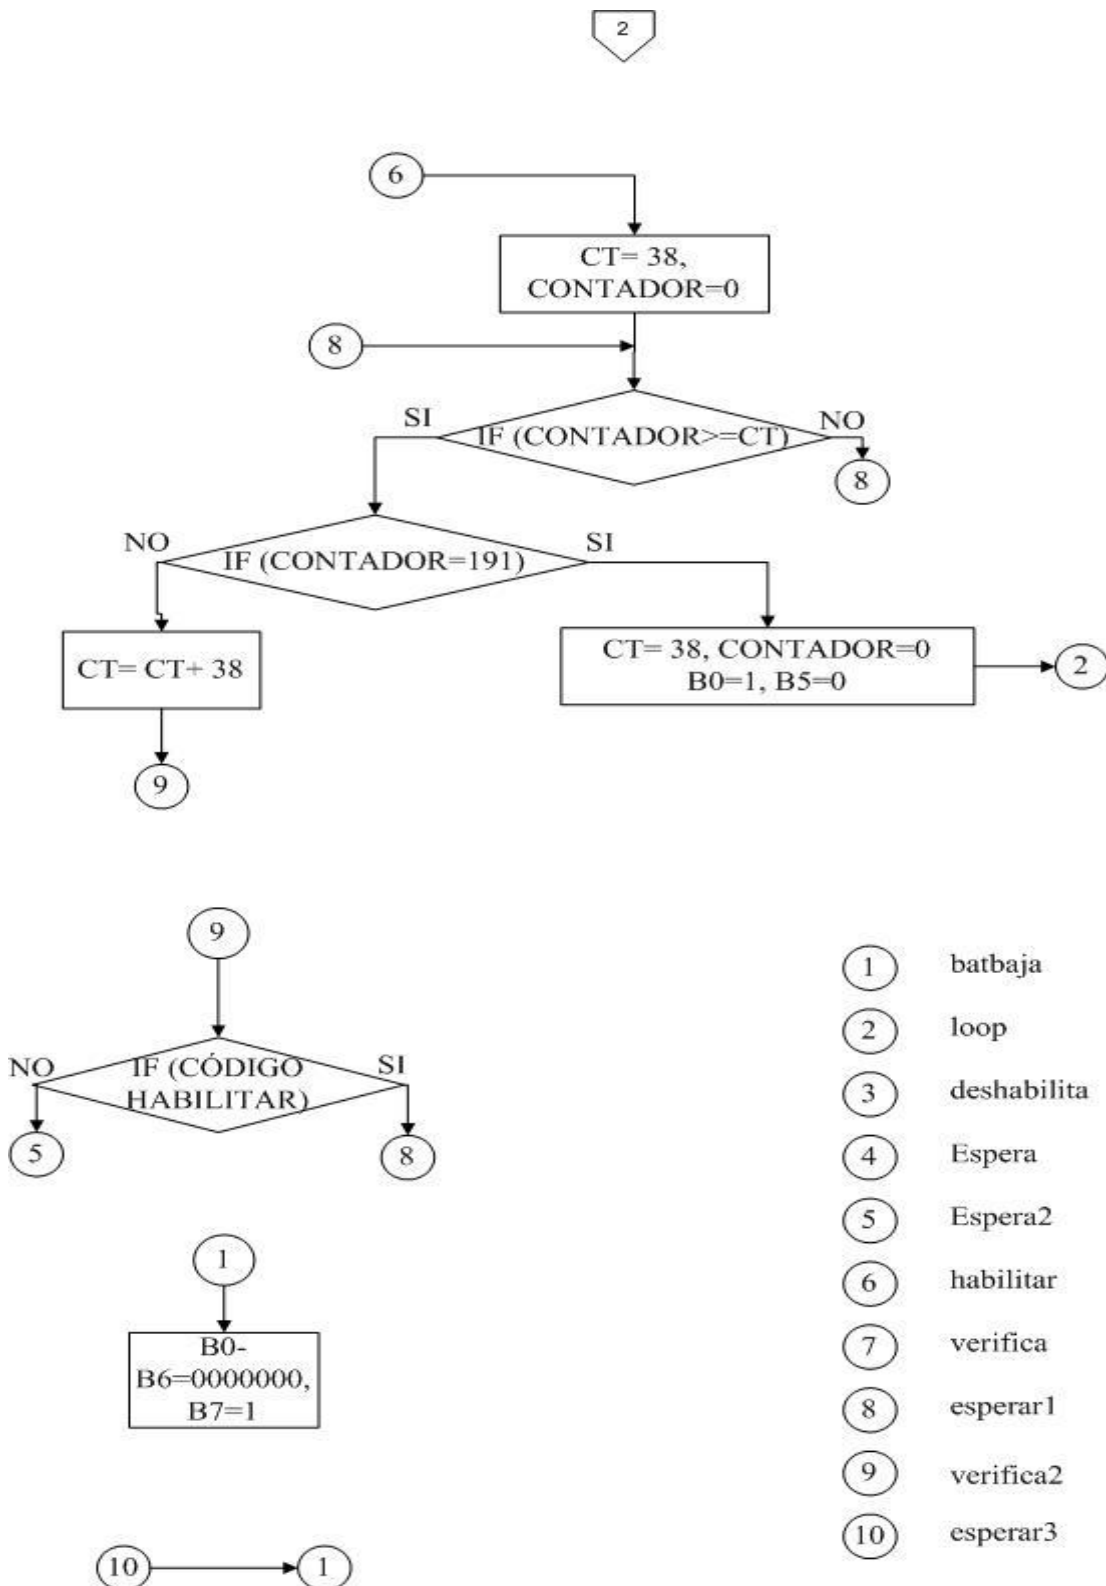 2
6
CT= 38,
CONTADOR=0
8
SI
IF (CONTADOR>=CT)
NO
8
NO
IF (CONTADOR=191)
SI
CT= CT+ 38
CT= 38, CONTADOR=0
B0=1, B5=0
2
9
9
NO
IF (CÓDIGO
HABILITAR)
SI
5
8
1
B0-
B6=0000000,
B7=1
10
1
1 batbaja
2 loop
3 deshabilita
4 Espera
5 Espera2
6 habilitar
7 verifica
8 esperar1
9 verifica2
10 esperar3